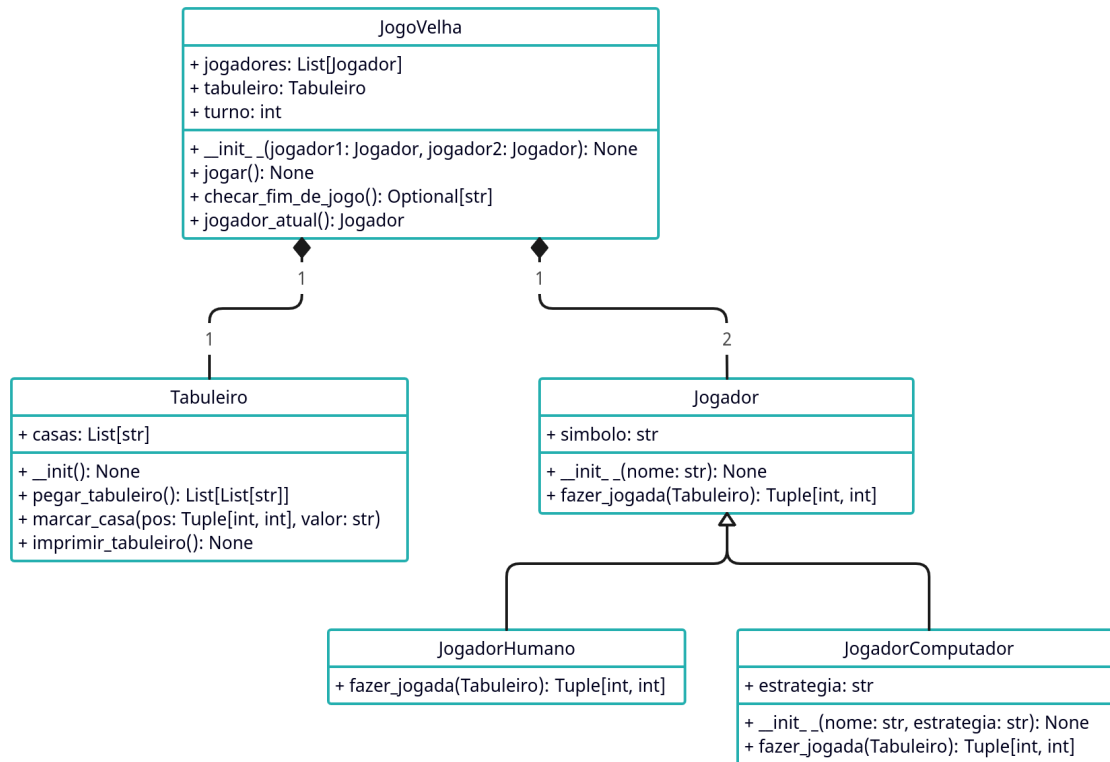 JogoVelha
+ jogadores: List[Jogador]
+ tabuleiro: Tabuleiro
+ turno: int
+ __init_ _(jogador1: Jogador, jogador2: Jogador): None
+ jogar(): None
+ checar_fim_de_jogo(): Optional[str]
+ jogador_atual(): Jogador
1
1
1
2
Tabuleiro
+ casas: List[str]
+ __init(): None
+ pegar_tabuleiro(): List[List[str]]
+ marcar_casa(pos: Tuple[int, int], valor: str)
+ imprimir_tabuleiro(): None
Jogador
+ simbolo: str
+ __init_ _(nome: str): None
+ fazer_jogada(Tabuleiro): Tuple[int, int]
JogadorHumano
+ fazer_jogada(Tabuleiro): Tuple[int, int]
JogadorComputador
+ estrategia: str
+ __init_ _(nome: str, estrategia: str): None
+ fazer_jogada(Tabuleiro): Tuple[int, int]